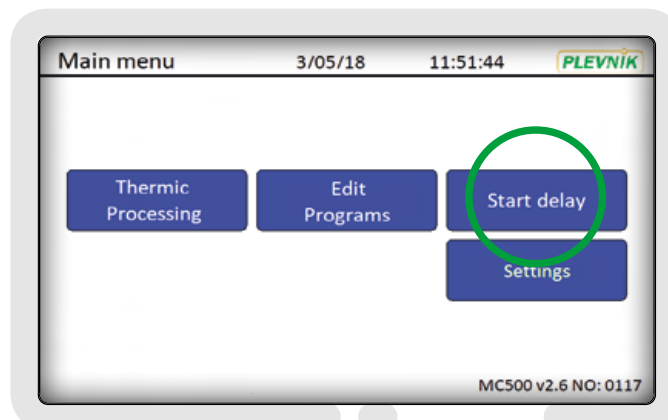 Main menu 3/05/18 11:51:44 PLEVNIK
Thermic Processing
Edit Programs
Start delay
Settings
MC500 v2.6 NO: 0117